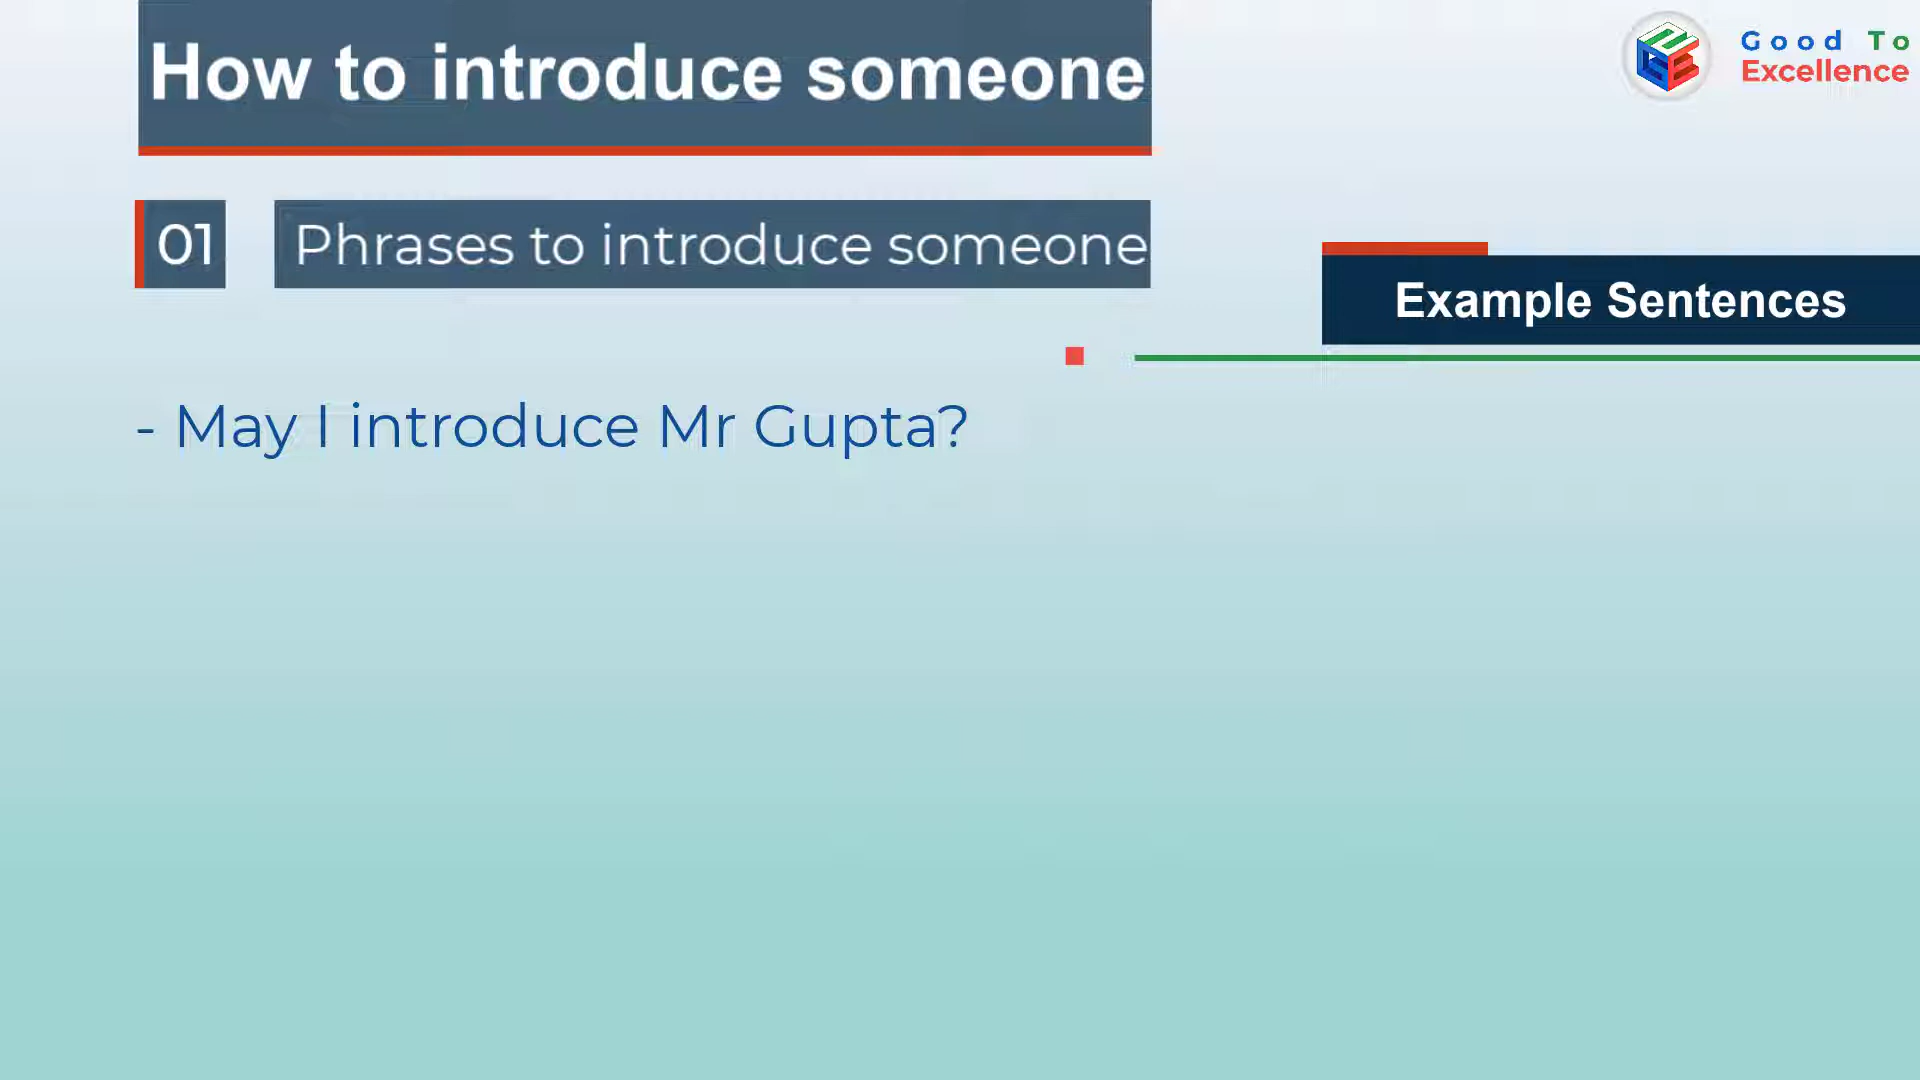 How to introduce someone
Good To
Excellence
01 Phrases to introduce someone
Example Sentences
- May I introduce Mr Gupta?